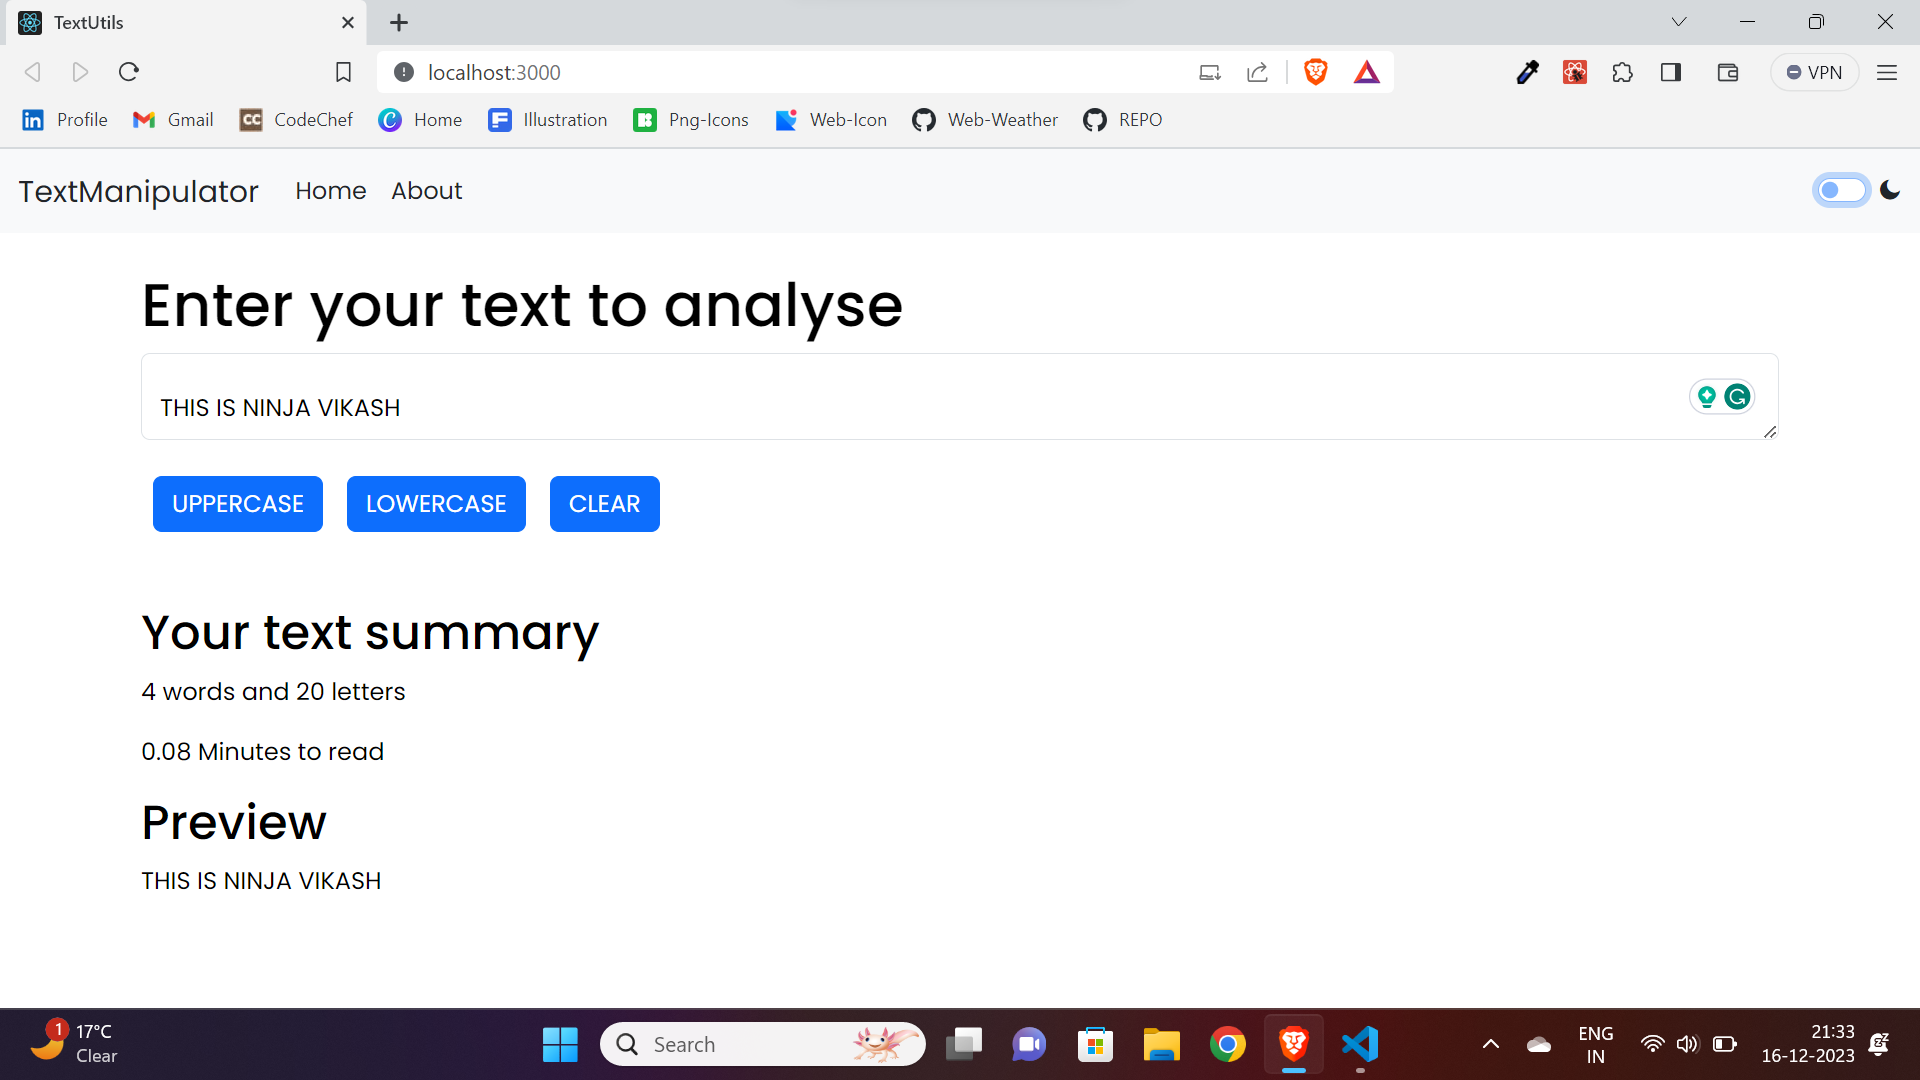 TextUtils
localhost:3000
VPN
Profile Gmail CodeChef Home Illustration Png-Icons Web-Icon Web-Weather REPO
TextManipulator Home About
Enter your text to analyse
THIS IS NINJA VIKASH
UPPERCASE LOWERCASE CLEAR
Your text summary
4 words and 20 letters
0.08 Minutes to read
Preview
THIS IS NINJA VIKASH
1 17°C
Clear
Search
ENG
IN
21:33
16-12-2023